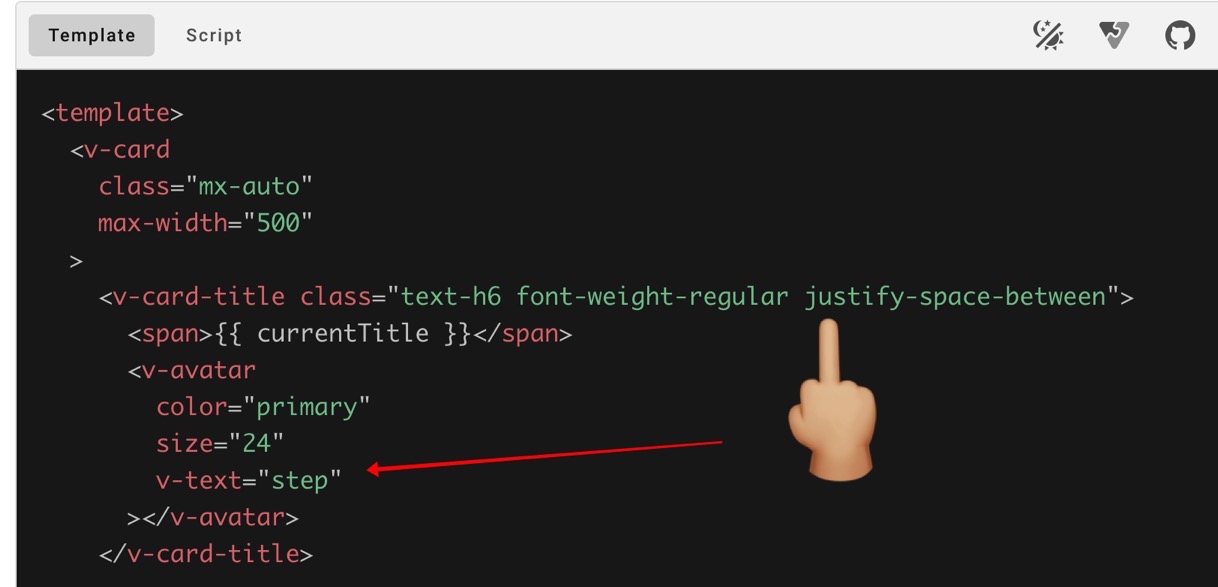 Template Script
<template>
<v-card
class="mx-auto"
max-width="500"
>
<v-card-title class="text-h6 font-weight-regular justify-space-between">
<span>{{ currentTitle }}</span>
<v-avatar
color="primary"
size="24"
v-text="step"
></v-avatar>
</v-card-title>